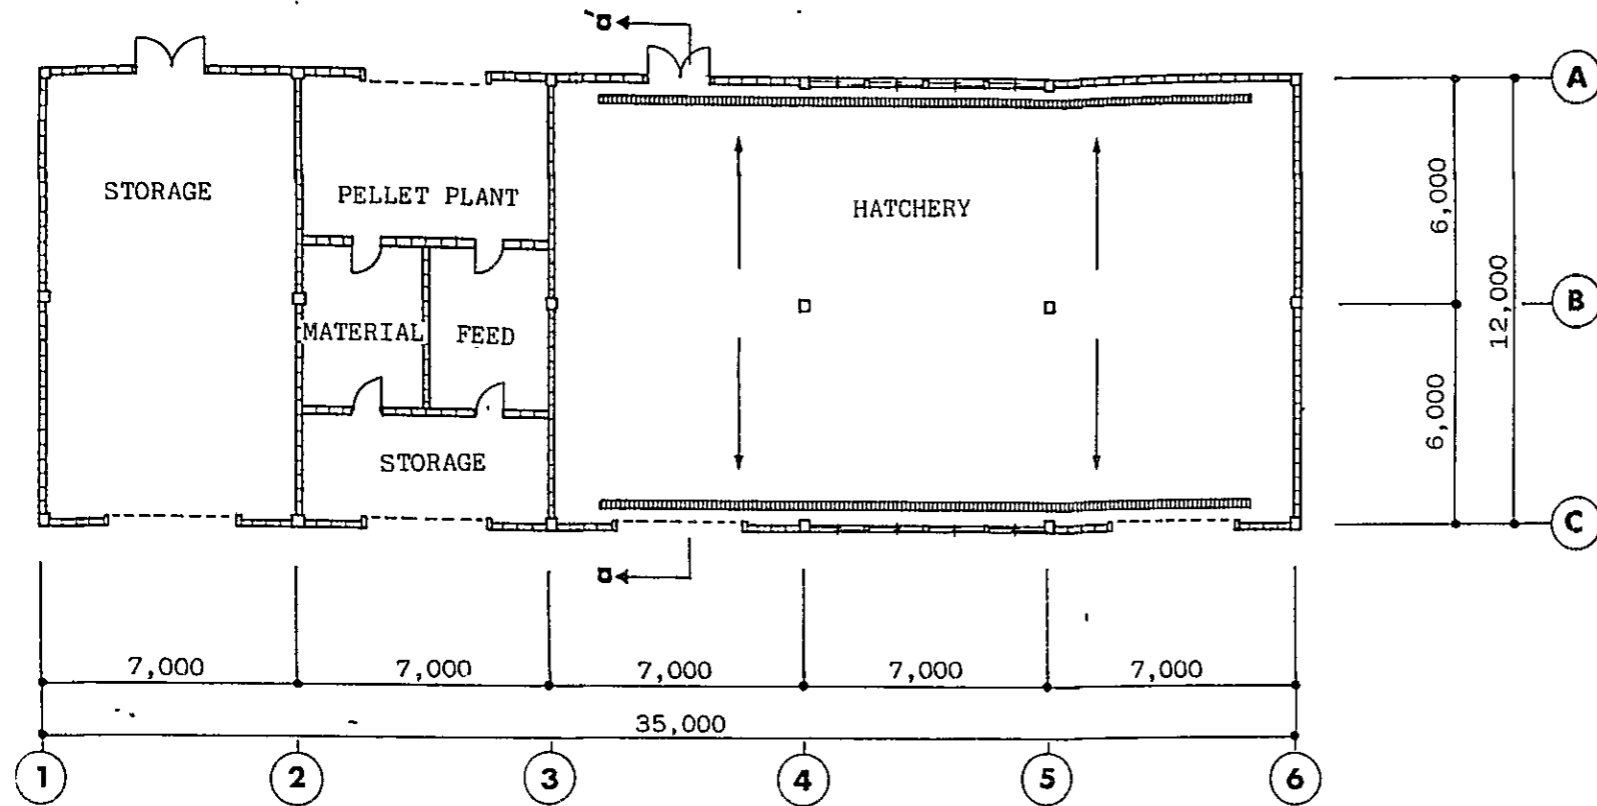 A
STORAGE
PELLET PLANT
HATCHERY
6,000
12,000
B
MATERIAL
FEED
6,000
STORAGE
C
7,000
7,000
7,000
7,000
7,000
35,000
1
2
3
4
5
6